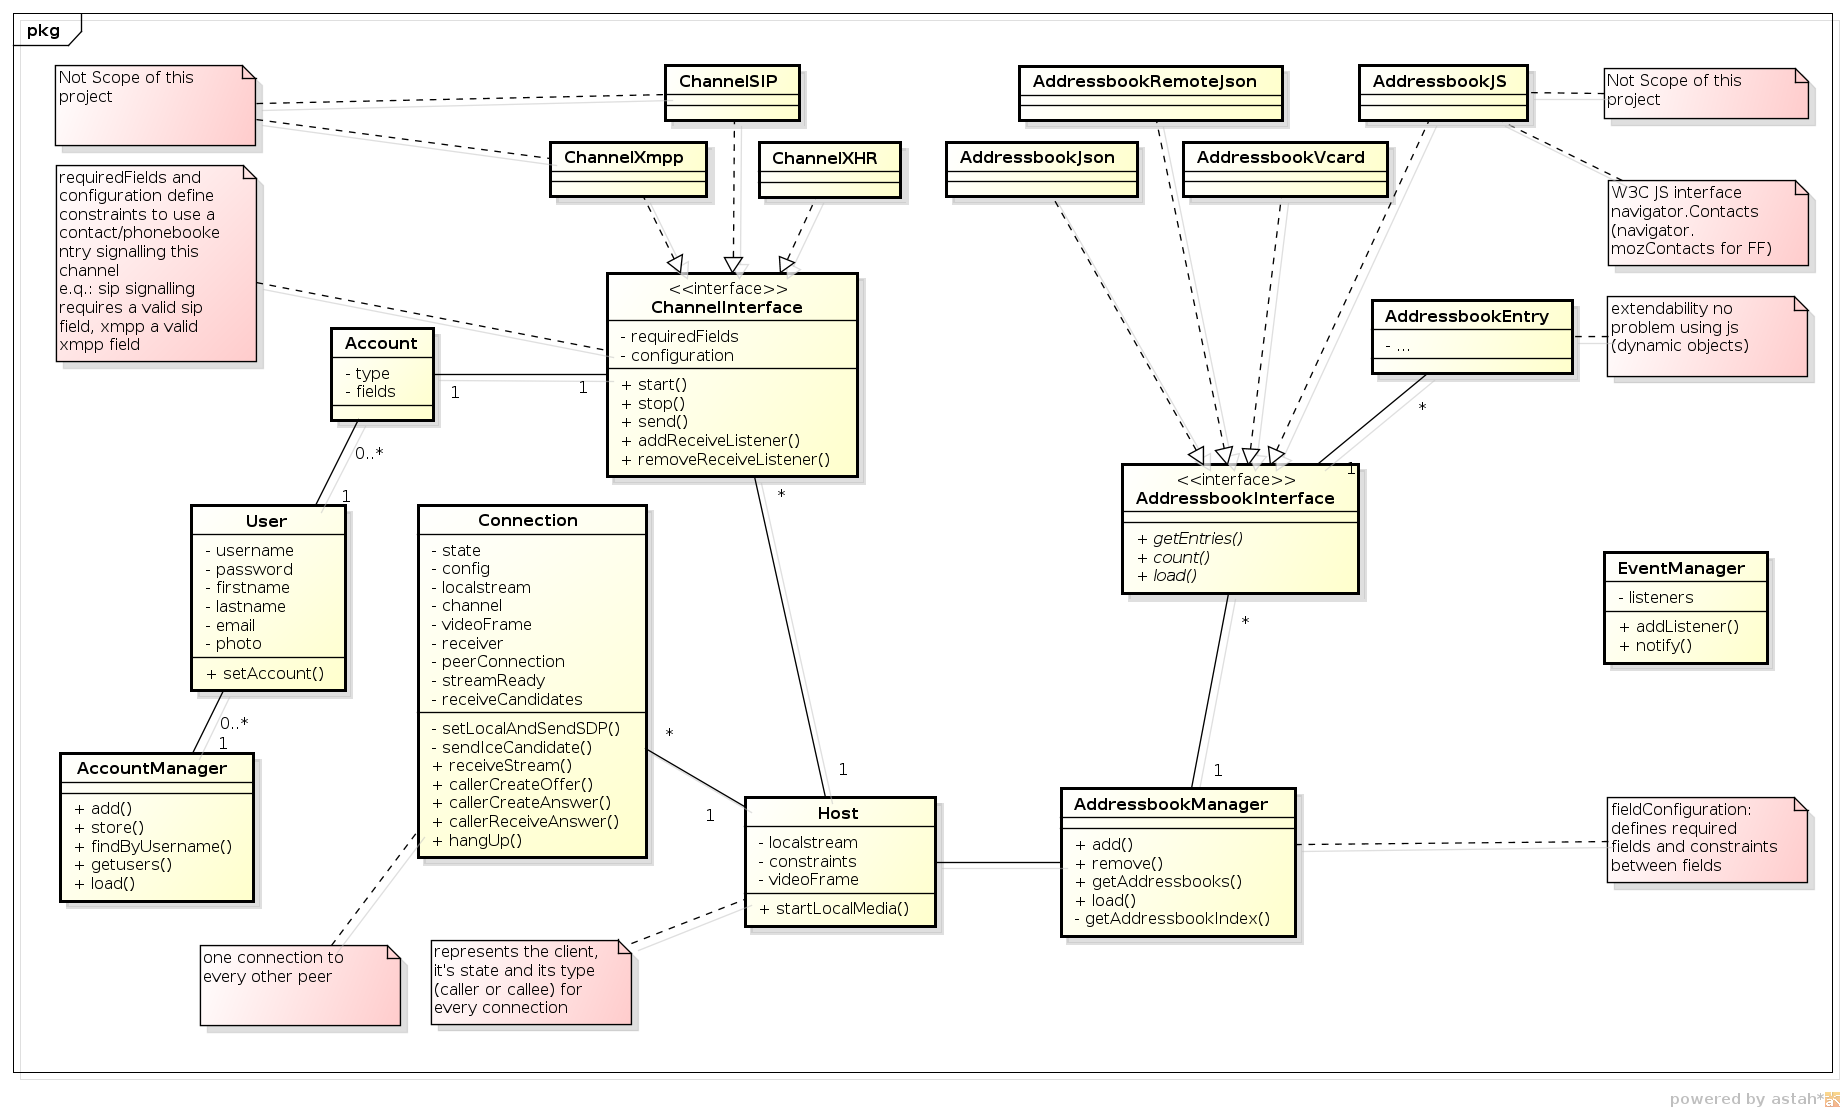 pkg
Not Scope of this
project
ChannelSIP
ChannelXmpp
ChannelXHR
AddressbookRemoteJson
AddressbookJS
AddressbookJson
AddressbookVcard
Not Scope of this
project
W3C JS interface
navigator.Contacts
(navigator.
mozContacts for FF)
requiredFields and
configuration define
constraints to use a
contact/phonebooke
ntry signalling this
channel
e.q.: sip signalling
requires a valid sip
field, xmpp a valid
xmpp field
<<interface>>
ChannelInterface
- requiredFields
- configuration
+ start()
+ stop()
+ send()
+ addReceiveListener()
+ removeReceiveListener()
Account
- type
- fields
1
1
0..*
1
AddressbookEntry
- ...
extendability no
problem using js
(dynamic objects)
*
1
<<interface>>
AddressbookInterface
+ getEntries()
+ count()
+ load()
*
1
User
- username
- password
- firstname
- lastname
- email
- photo
+ setAccount()
0..*
1
Connection
- state
- config
- localstream
- channel
- videoFrame
- receiver
- peerConnection
- streamReady
- receiveCandidates
- setLocalAndSendSDP()
- sendIceCandidate()
+ receiveStream()
+ callerCreateOffer()
+ callerCreateAnswer()
+ callerReceiveAnswer()
+ hangUp()
*
1
*
1
EventManager
- listeners
+ addListener()
+ notify()
AccountManager
+ add()
+ store()
+ findByUsername()
+ getusers()
+ load()
Host
- localstream
- constraints
- videoFrame
+ startLocalMedia()
AddressbookManager
+ add()
+ remove()
+ getAddressbooks()
+ load()
- getAddressbookIndex()
fieldConfiguration:
defines required
fields and constraints
between fields
one connection to
every other peer
represents the client,
it's state and its type
(caller or callee) for
every connection
powered by astah*